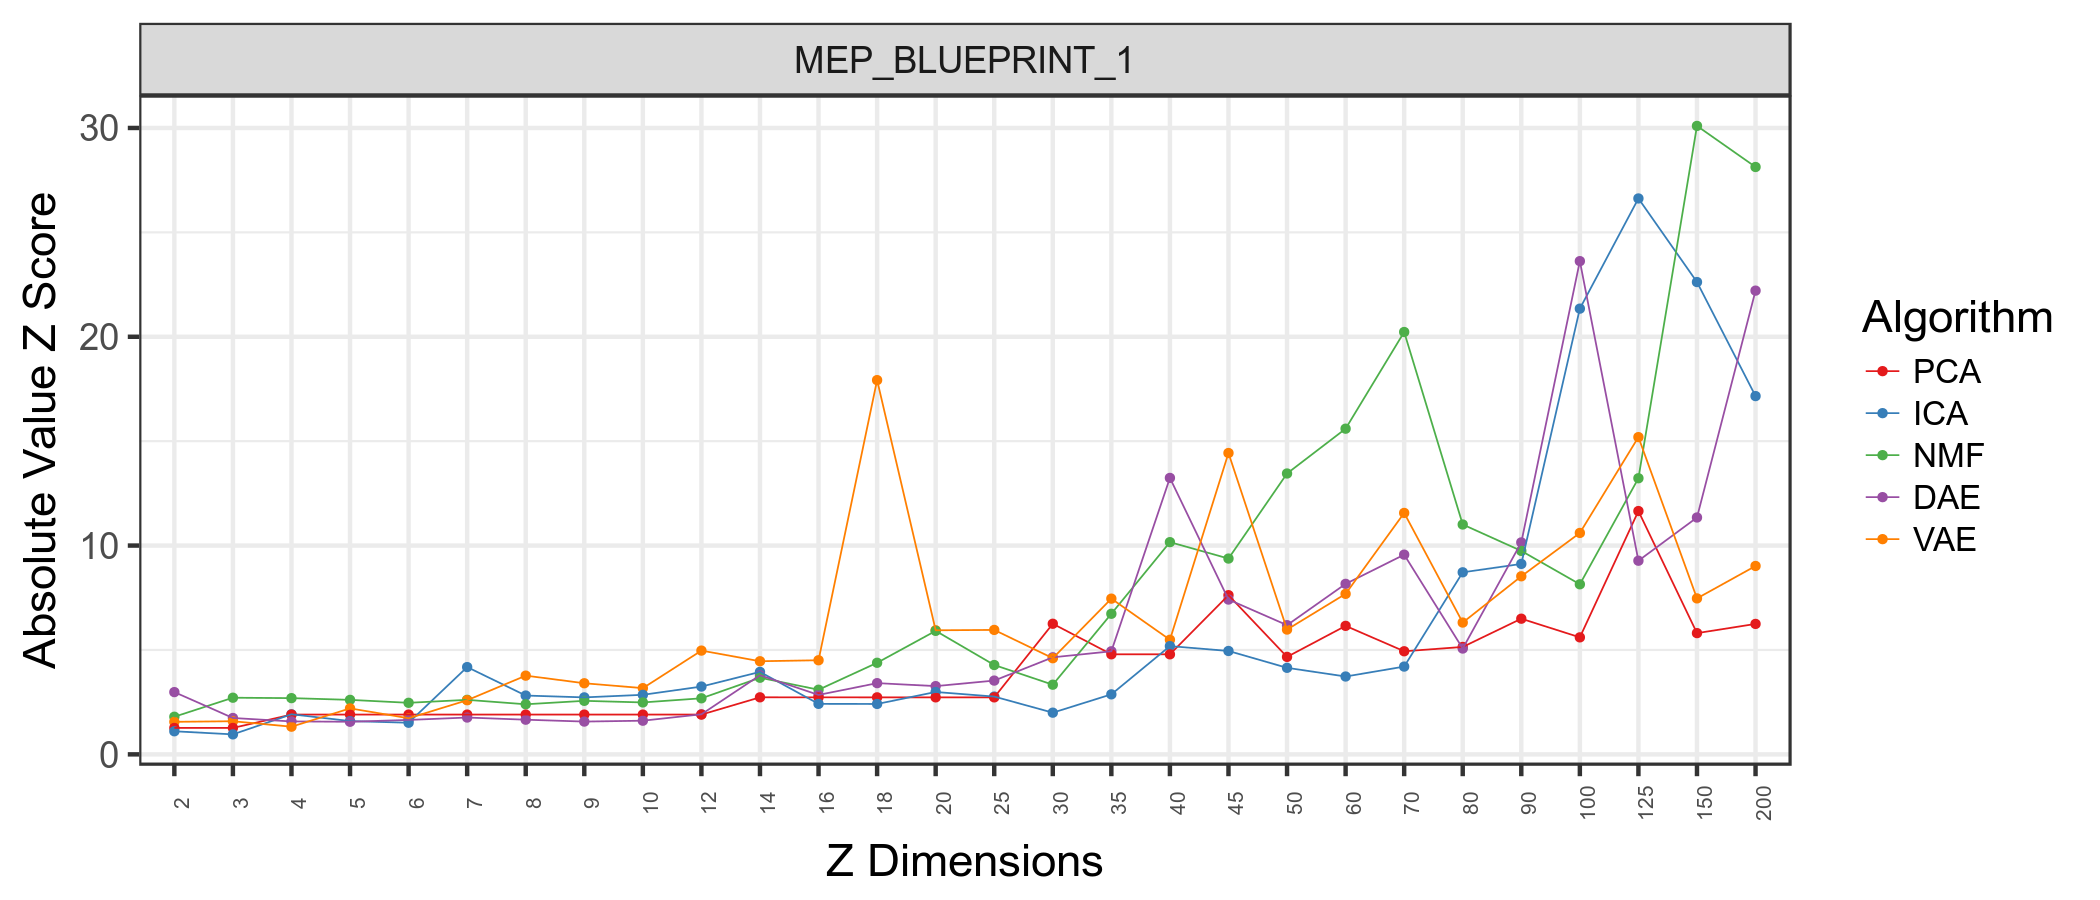 MEP_BLUEPRINT_1
Absolute Value Z Score
30
20
10
0
2 3 4 5 6 7 8 9 10 12 14 16 18 20 25 30 35 40 45 50 60 70 80 90 100 125 150 200
Z Dimensions
Algorithm
PCA
ICA
NMF
DAE
VAE